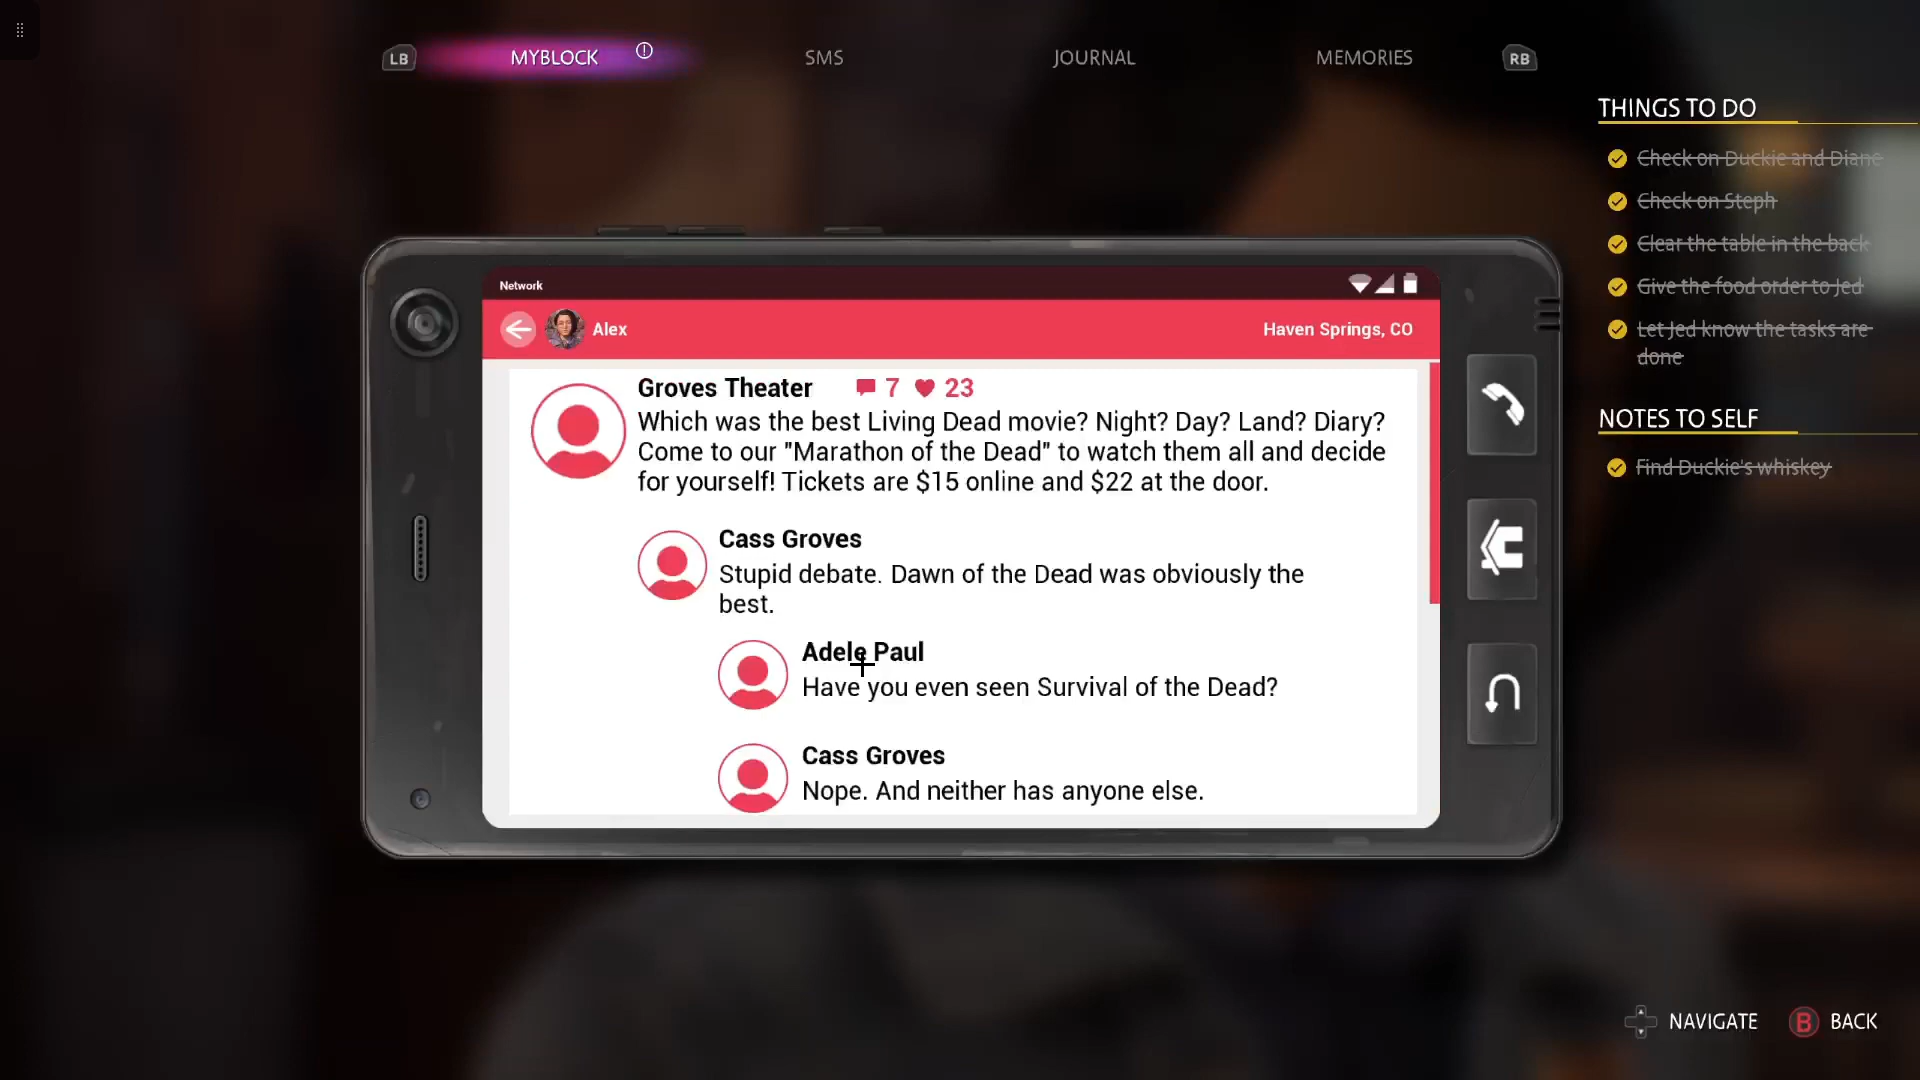 LB
MYBLOCK
SMS
JOURNAL
MEMORIES
RB
THINGS TO DO
Check on Duckie and Diane
Check on Steph
Clear the table in the back
Give the food order to Jed
Let Jed know the tasks are
done
NOTES TO SELF
Find Duckie's whiskey
Network
Alex
Haven Springs, CO
Groves Theater 7 23
Which was the best Living Dead movie? Night? Day? Land? Diary?
Come to our "Marathon of the Dead" to watch them all and decide
for yourself! Tickets are $15 online and $22 at the door.
Cass Groves
Stupid debate. Dawn of the Dead was obviously the
best.
Adele Paul
Have you even seen Survival of the Dead?
Cass Groves
Nope. And neither has anyone else.
NAVIGATE
B BACK